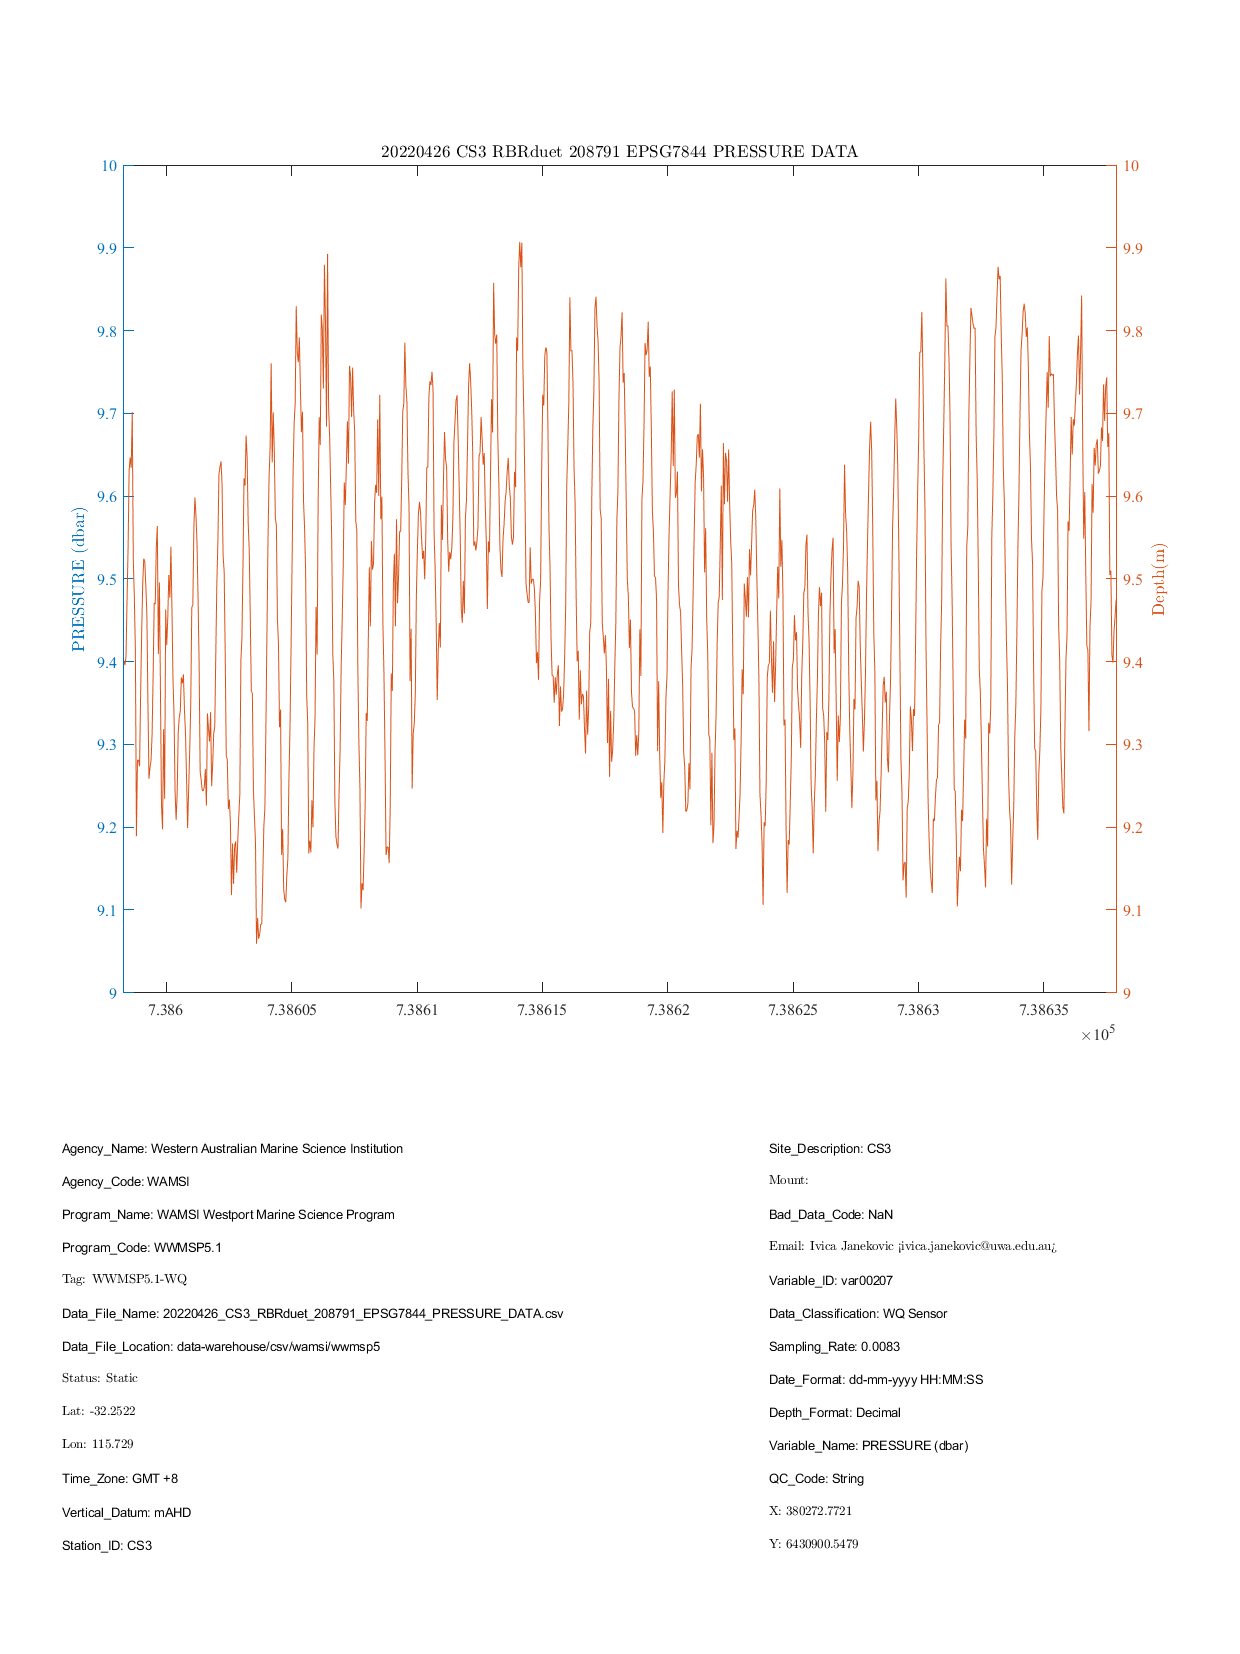 20220426 CS3 RBRduet 208791 EPSG7844 PRESSURE DATA
10
9.9
9.8
9.7
9.6
9.5
9.4
9.3
9.2
9.1
9
PRESSURE (dbar)
10
9.9
9.8
9.7
9.6
9.5
9.4
9.3
9.2
9.1
9
Depth(m)
7.386 7.38605 7.3861 7.38615 7.3862 7.38625 7.3863 7.38635
×10^5
Agency_Name: Western Australian Marine Science Institution
Agency_Code: WAMSI
Program_Name: WAMSI Westport Marine Science Program
Program_Code: WWMSP5.1
Tag: WWMSP5.1-WQ
Data_File_Name: 20220426_CS3_RBRduet_208791_EPSG7844_PRESSURE_DATA.csv
Data_File_Location: data-warehouse/csv/wamsi/wwmsp5
Status: Static
Lat: -32.2522
Lon: 115.729
Time_Zone: GMT +8
Vertical_Datum: mAHD
Station_ID: CS3
Site_Description: CS3
Mount:
Bad_Data_Code: NaN
Email: Ivica Janekovic ¡ivica.janekovic@uwa.edu.au¿
Variable_ID: var00207
Data_Classification: WQ Sensor
Sampling_Rate: 0.0083
Date_Format: dd-mm-yyyy HH:MM:SS
Depth_Format: Decimal
Variable_Name: PRESSURE (dbar)
QC_Code: String
X: 380272.7721
Y: 6430900.5479